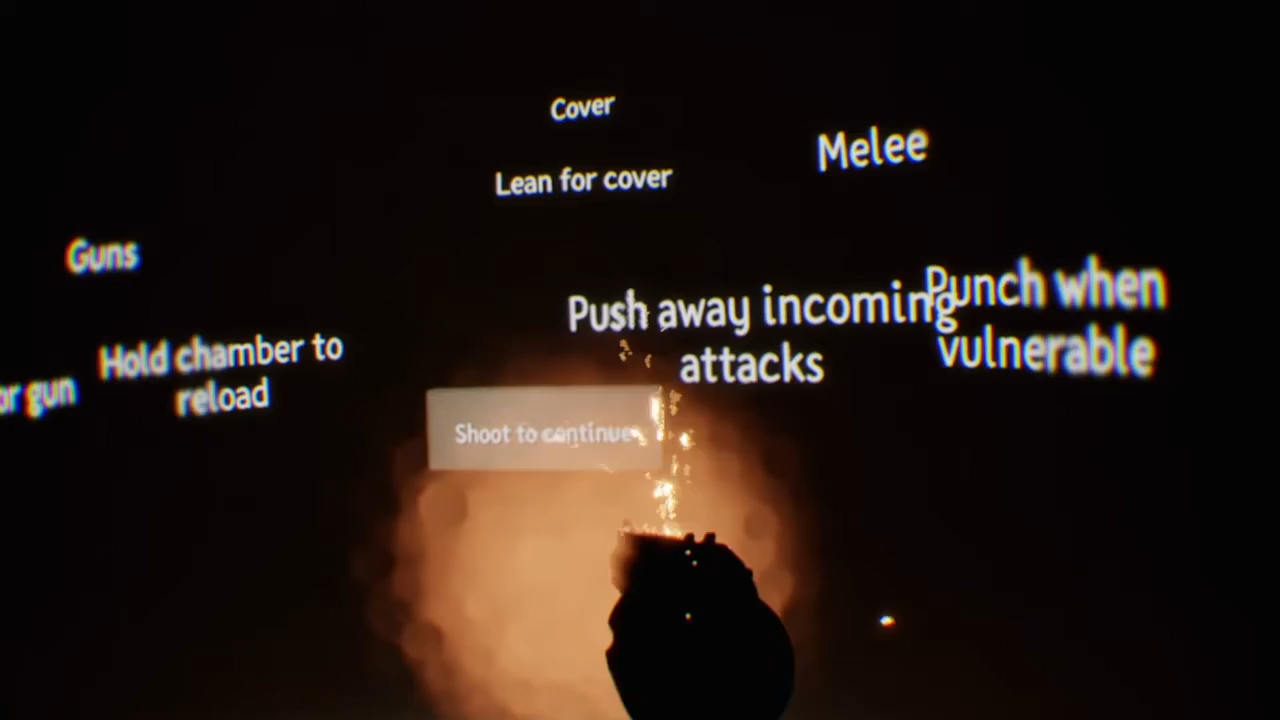 Cover
Lean for cover
Melee
Guns
Push away incoming
attacks
Punch when
vulnerable
or gun
Hold chamber to
reload
Shoot to continue